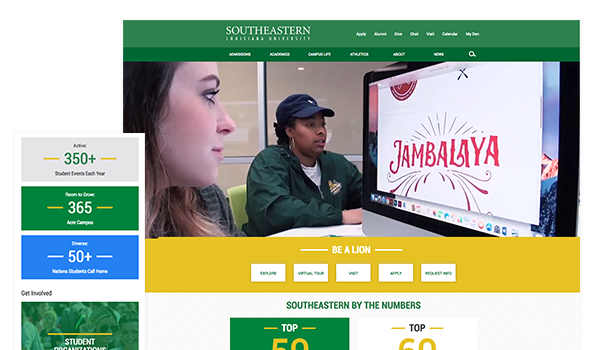 SOUTHEASTERN
LOUISIANA UNIVERSITY
Apply Alumni Give Chat Visit Calendar My Den
ADMISSIONS ACADEMICS CAMPUS LIFE ATHLETICS ABOUT NEWS
JAMBALAYA
BE A LION
EXPLORE VIRTUAL TOUR VISIT APPLY REQUEST INFO
SOUTHEASTERN BY THE NUMBERS
TOP
TOP
Active:
350+
Student Events Each Year
Room to Grow:
365
Acre Campus
Diverse:
50+
Nations Students Call Home
Get Involved
STUDENT
ORGANIZATIONS